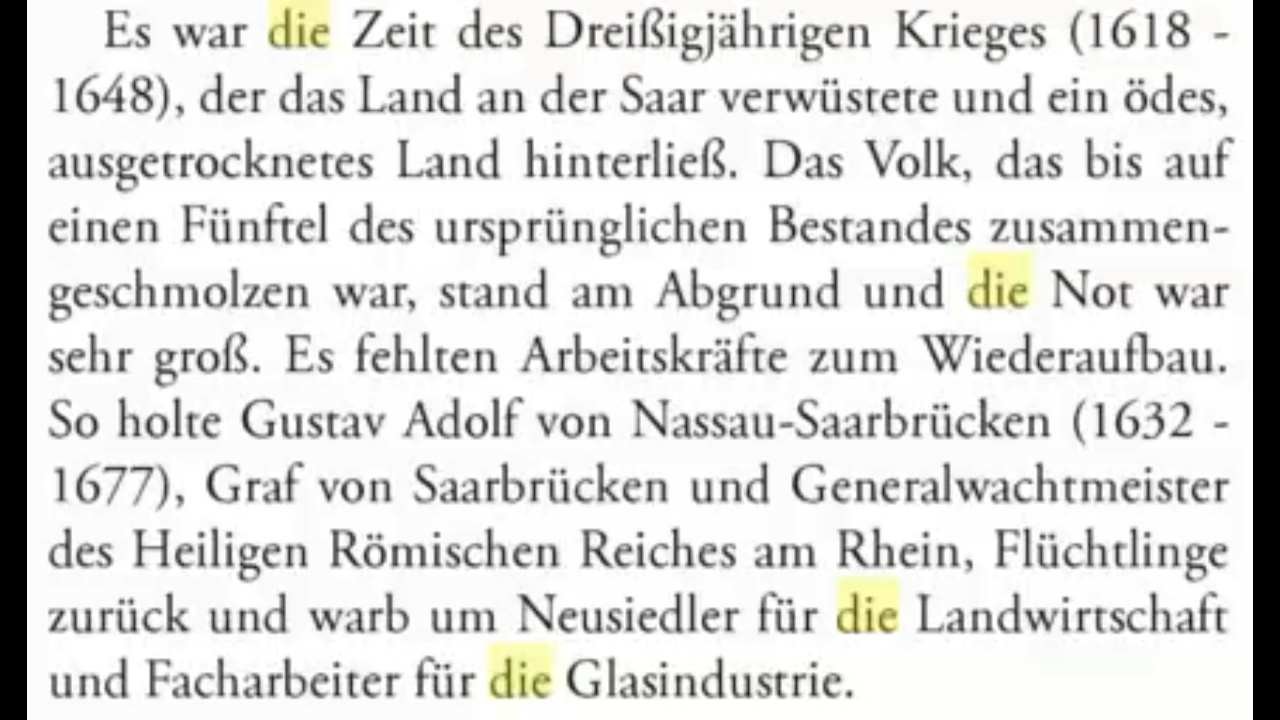 Es war die Zeit des Dreißigjährigen Krieges (1618 -
1648), der das Land an der Saar verwüstete und ein ödes,
ausgetrocknetes Land hinterließ. Das Volk, das bis auf
einen Fünftel des ursprünglichen Bestandes zusammen-
geschmolzen war, stand am Abgrund und die Not war
sehr groß. Es fehlten Arbeitskräfte zum Wiederaufbau.
So holte Gustav Adolf von Nassau-Saarbrücken (1632 -
1677), Graf von Saarbrücken und Generalwachtmeister
des Heiligen Römischen Reiches am Rhein, Flüchtlinge
zurück und warb um Neusiedler für die Landwirtschaft
und Facharbeiter für die Glasindustrie.